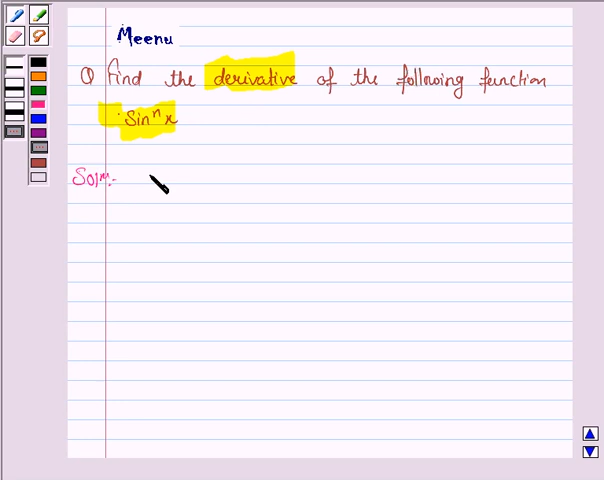 Meenu
Q Find the derivative of the following function
Sinⁿx
Solⁿ:-